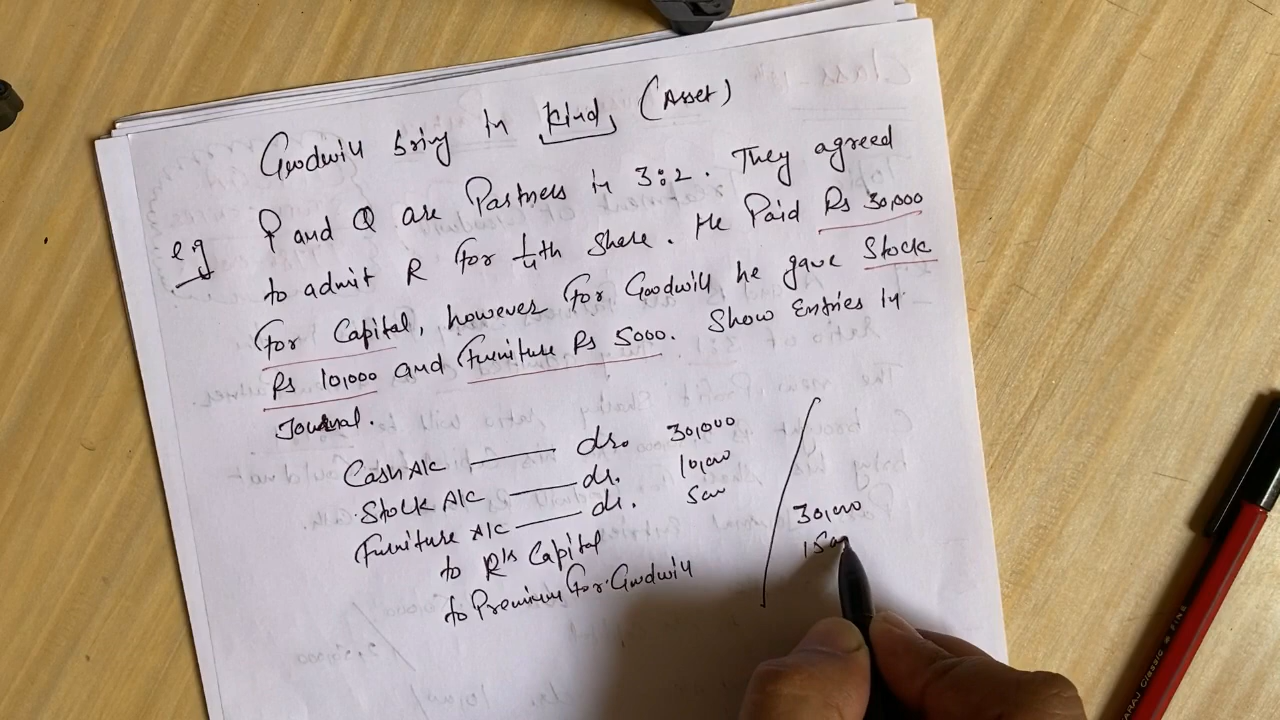 Goodwill bring in kind (Asset)
e.g P and Q are Partners in 3:2. They agreed
to admit R for 1/4th Share. He Paid Rs 30,000
for Capital, however for Goodwill he gave Stock
Rs 10,000 and furniture Rs 5000. Show Entries in
Journal.
Cash A/c —— dr. 30,000
Stock A/c —— dr. 10,000
furniture A/c —— dr. 5000
to R's Capital 30,000
to Premium for Goodwill 150
Classic FINE